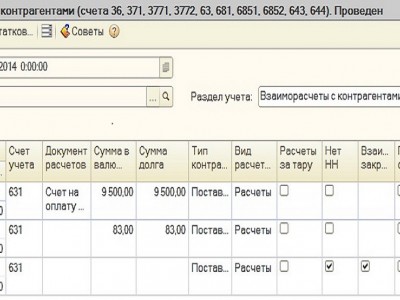 контрагентами (счета 36, 371, 3771, 3772, 63, 681, 6851, 6852, 643, 644). Проведен
татков... Советы
2014 0:00:00
... Раздел учета: Взаиморасчеты с контрагентами
Счет учета Документ расчетов Сумма в валю... Сумма долга Тип контра... Вид расчет... Расчеты за тару Нет НН Взаи... закр...
631 Счет на оплату ... 9 500,00 9 500,00 Постав... Расчеты
631 83,00 83,00 Постав... Расчеты
631 Постав... Расчеты